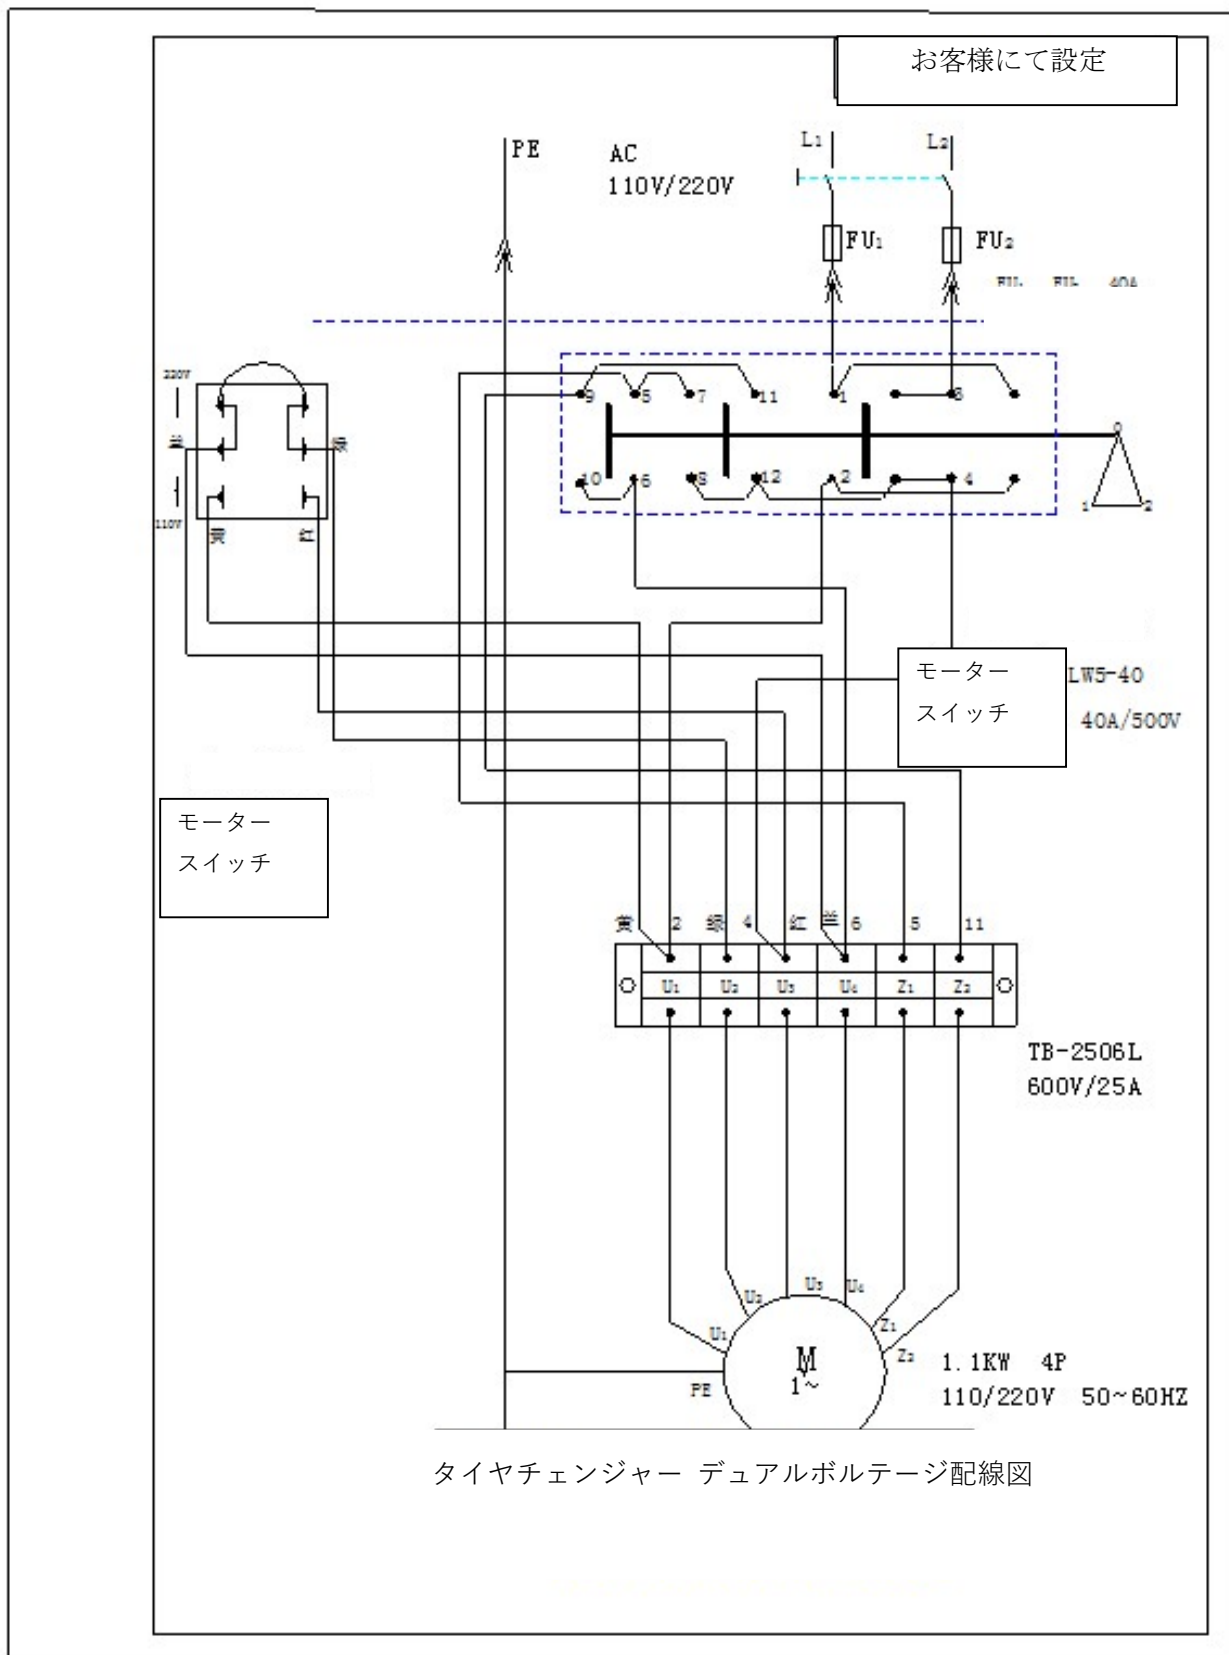 お客様にて設定
PE
AC
110V/220V
L1
L2
FU1
FU2
40A
220V
兰
绿
110V
黄
红
9
5
7
11
1
3
10
6
8
12
2
4
0
1
2
モーター
スイッチ
LW5-40
40A/500V
モーター
スイッチ
黄
2
绿
4
红
兰
6
5
11
U1
U2
U3
U4
Z1
Z2
TB-2506L
600V/25A
U1
U2
U3
U4
Z1
Z2
PE
M
1~
1.1KW 4P
110/220V 50~60HZ
タイヤチェンジャー デュアルボルテージ配線図